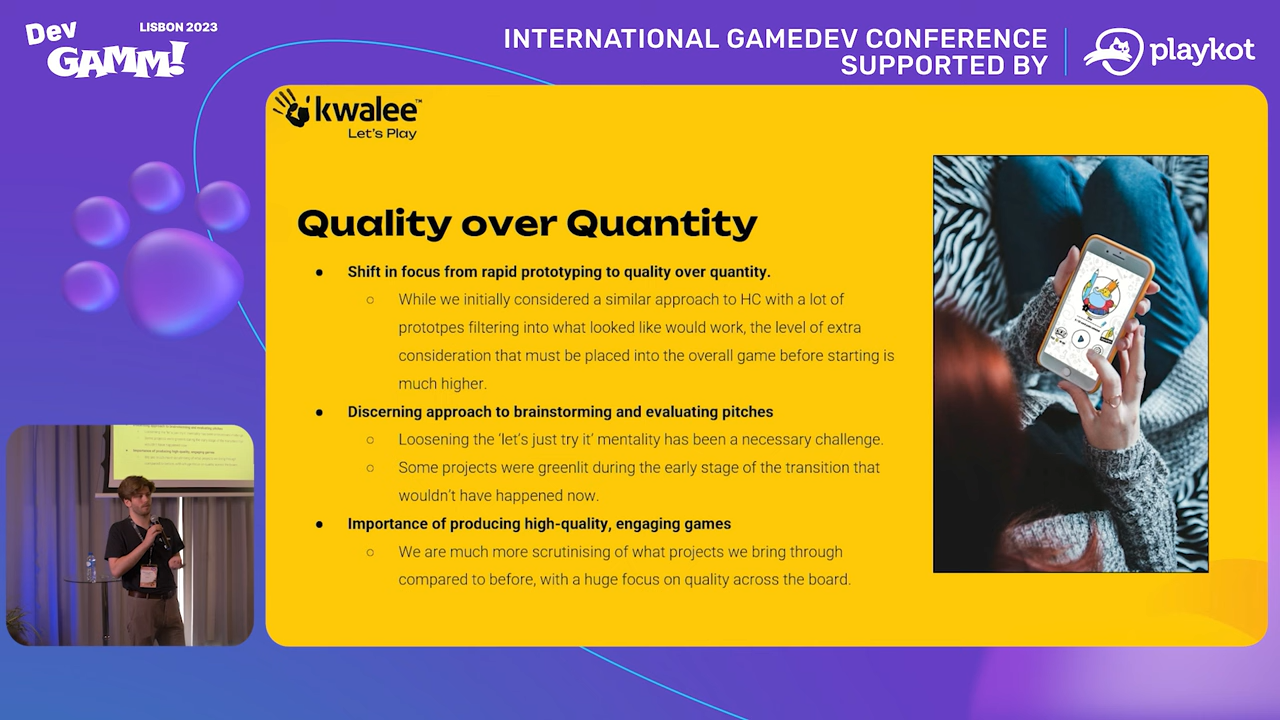 Dev
GAMM!
LISBON 2023
INTERNATIONAL GAMEDEV CONFERENCE
SUPPORTED BY
playkot
kwalee™
Let's Play
Quality over Quantity
● Shift in focus from rapid prototyping to quality over quantity.
○ While we initially considered a similar approach to HC with a lot of
prototpes filtering into what looked like would work, the level of extra
consideration that must be placed into the overall game before starting is
much higher.
● Discerning approach to brainstorming and evaluating pitches
○ Loosening the ‘let’s just try it’ mentality has been a necessary challenge.
○ Some projects were greenlit during the early stage of the transition that
wouldn’t have happened now.
● Importance of producing high-quality, engaging games
○ We are much more scrutinising of what projects we bring through
compared to before, with a huge focus on quality across the board.